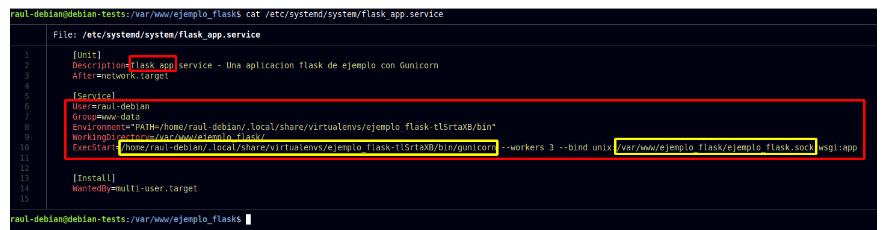 raul-debian@debian-tests:/var/www/ejemplo_flask$ cat /etc/systemd/system/flask_app.service
File: /etc/systemd/system/flask_app.service
1 [Unit]
2 Description=flask_app.service - Una aplicacion flask de ejemplo con Gunicorn
3 After=network.target
4
5 [Service]
6 User=raul-debian
7 Group=www-data
8 Environment="PATH=/home/raul-debian/.local/share/virtualenvs/ejemplo_flask-tlSrtaXB/bin"
9 WorkingDirectory=/var/www/ejemplo_flask/
10 ExecStart=/home/raul-debian/.local/share/virtualenvs/ejemplo_flask-tlSrtaXB/bin/gunicorn --workers 3 --bind unix:/var/www/ejemplo_flask/ejemplo_flask.sock wsgi:app
11
12
13 [Install]
14 WantedBy=multi-user.target
15
raul-debian@debian-tests:/var/www/ejemplo_flask$